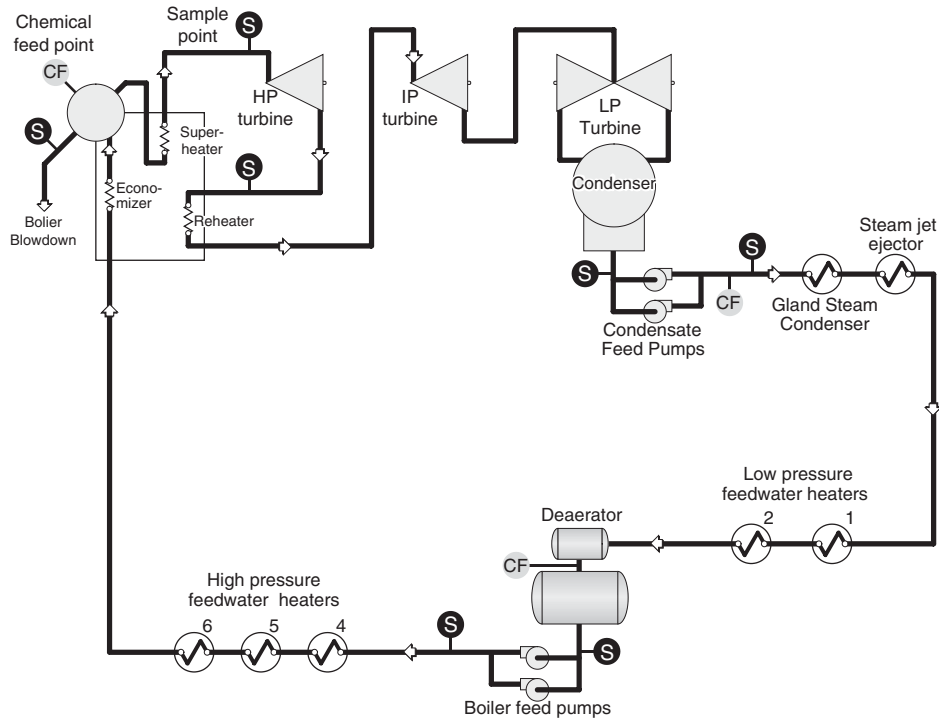 Chemical
feed point
CF
S
Sample
point
S
HP
turbine
IP
turbine
LP
Turbine
Super-
heater
S
Econo-
mizer
Reheater
Bolier
Blowdown
Condenser
S
S
CF
Condensate
Feed Pumps
Steam jet
ejector
Gland Steam
Condenser
Low pressure
feedwater heaters
2
1
Deaerator
CF
High pressure
feedwater heaters
6
5
4
S
S
Boiler feed pumps